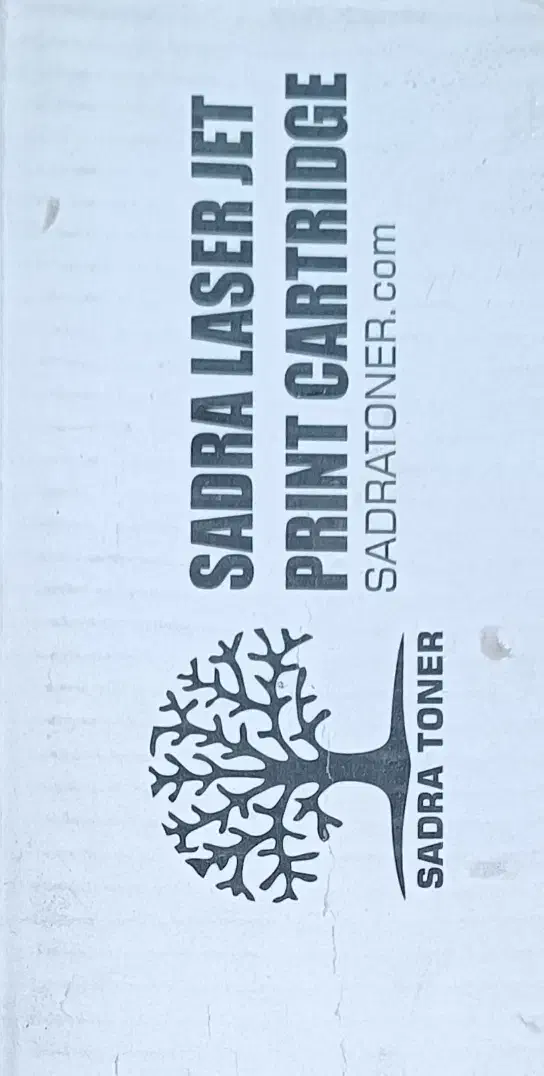 SADRA LASER JET
PRINT CARTRIDGE
SADRATONER.com
SADRA TONER